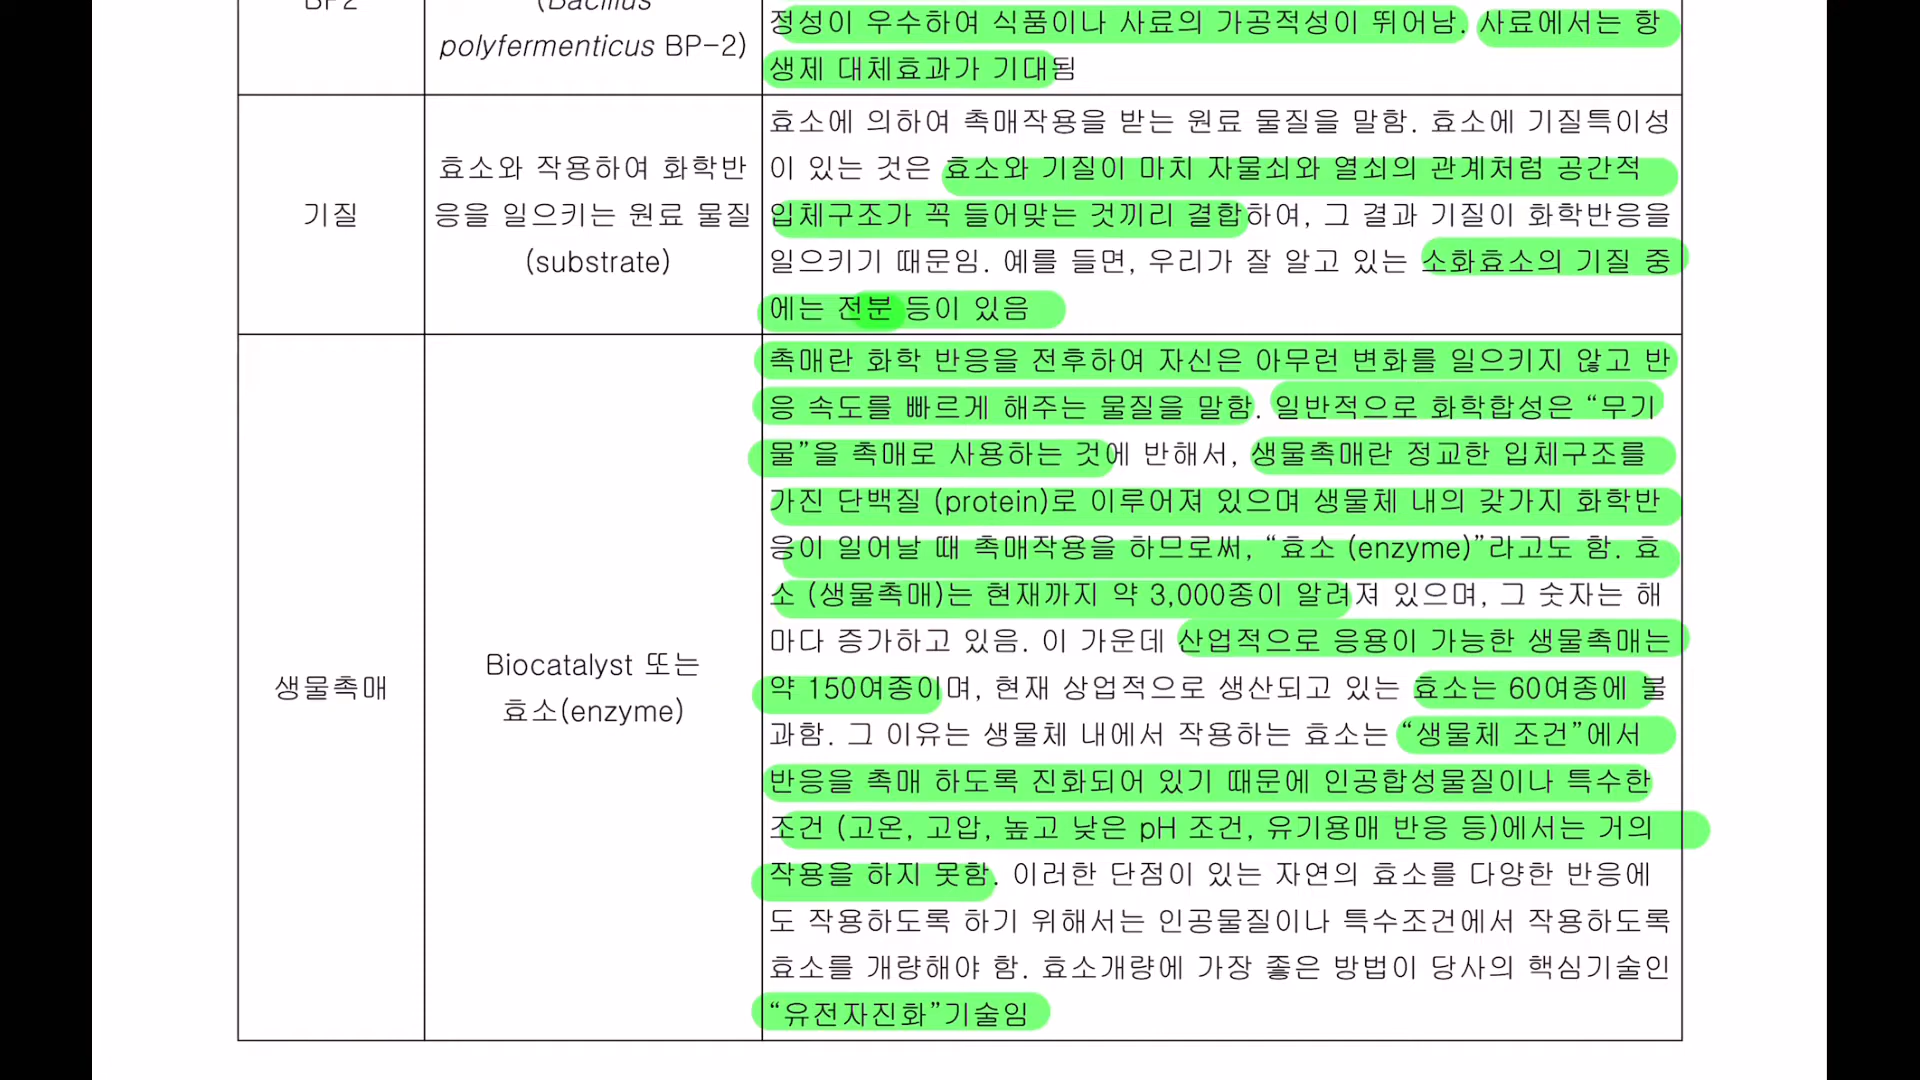 BP2
(Bacillus
polyfermenticus BP-2)
정성이 우수하여 식품이나 사료의 가공적성이 뛰어남. 사료에서는 항
생제 대체효과가 기대됨
기질
효소와 작용하여 화학반
응을 일으키는 원료 물질
(substrate)
효소에 의하여 촉매작용을 받는 원료 물질을 말함. 효소에 기질특이성
이 있는 것은 효소와 기질이 마치 자물쇠와 열쇠의 관계처럼 공간적
입체구조가 꼭 들어맞는 것끼리 결합하여, 그 결과 기질이 화학반응을
일으키기 때문임. 예를 들면, 우리가 잘 알고 있는 소화효소의 기질 중
에는 전분 등이 있음
생물촉매
Biocatalyst 또는
효소(enzyme)
촉매란 화학 반응을 전후하여 자신은 아무런 변화를 일으키지 않고 반
응 속도를 빠르게 해주는 물질을 말함. 일반적으로 화학합성은 “무기
물”을 촉매로 사용하는 것에 반해서, 생물촉매란 정교한 입체구조를
가진 단백질 (protein)로 이루어져 있으며 생물체 내의 갖가지 화학반
응이 일어날 때 촉매작용을 하므로써, “효소 (enzyme)”라고도 함. 효
소 (생물촉매)는 현재까지 약 3,000종이 알려져 있으며, 그 숫자는 해
마다 증가하고 있음. 이 가운데 산업적으로 응용이 가능한 생물촉매는
약 150여종이며, 현재 상업적으로 생산되고 있는 효소는 60여종에 불
과함. 그 이유는 생물체 내에서 작용하는 효소는 “생물체 조건”에서
반응을 촉매 하도록 진화되어 있기 때문에 인공합성물질이나 특수한
조건 (고온, 고압, 높고 낮은 pH 조건, 유기용매 반응 등)에서는 거의
작용을 하지 못함. 이러한 단점이 있는 자연의 효소를 다양한 반응에
도 작용하도록 하기 위해서는 인공물질이나 특수조건에서 작용하도록
효소를 개량해야 함. 효소개량에 가장 좋은 방법이 당사의 핵심기술인
“유전자진화”기술임